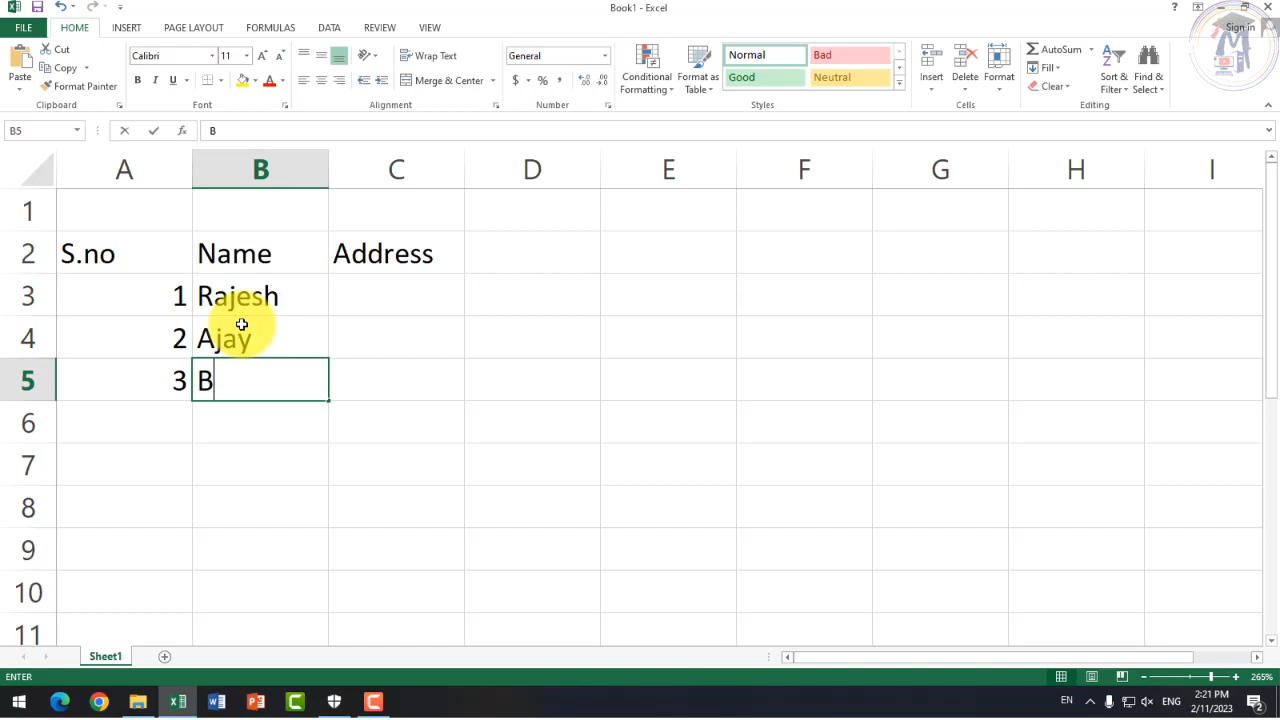 Book1 - Excel
? Sign in
FILE HOME INSERT PAGE LAYOUT FORMULAS DATA REVIEW VIEW
Paste Cut Copy Format Painter Clipboard
Calibri 11 B I U A Font
Wrap Text Merge & Center Alignment
General $ % , Number
Conditional Formatting Format as Table
Normal Bad Good Neutral Styles
Insert Delete Format Cells
AutoSum Fill Clear Sort & Filter Find & Select Editing
B5 fx B
A B C D E F G H I
1
2 S.no Name Address
3 1 Rajesh
4 2 Ajay
5 3 B
6
7
8
9
10
11
Sheet1
ENTER 265%
EN ENG 2:21 PM
2/11/2023 2